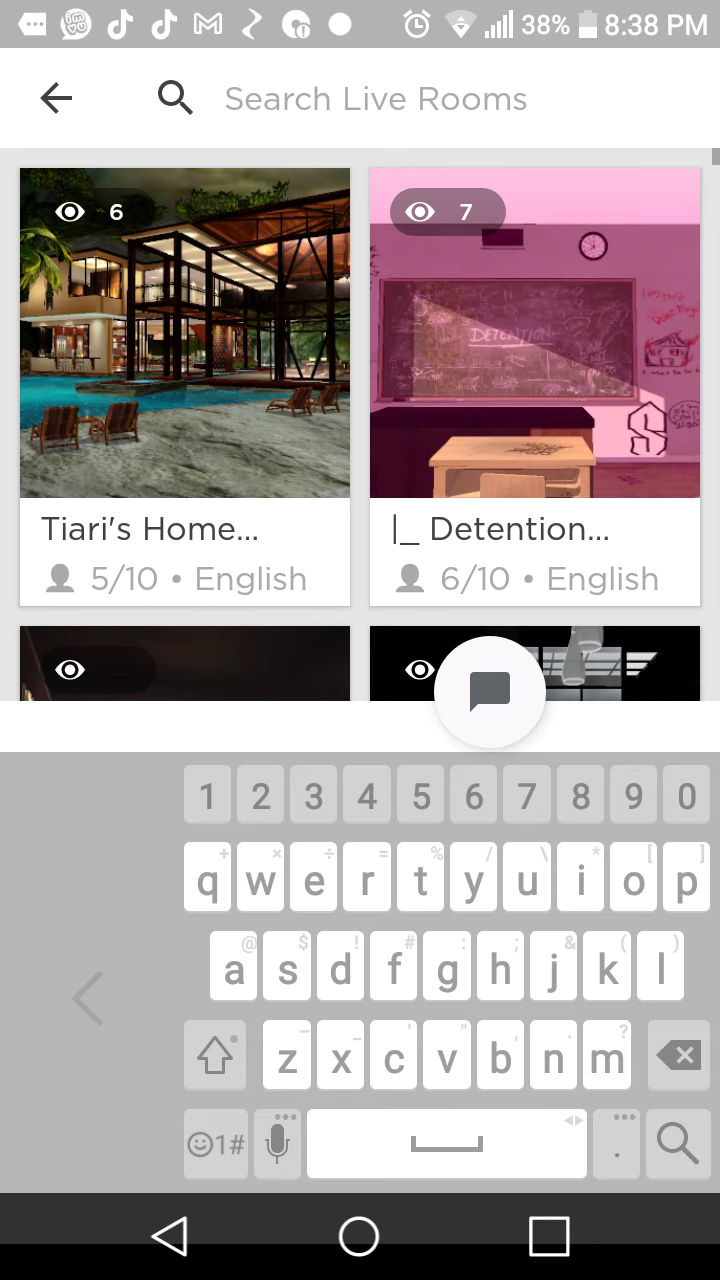 38% 8:38 PM
Search Live Rooms
6
7
DETENTION
Tiari's Home...
|_ Detention...
5/10 • English
6/10 • English
1 2 3 4 5 6 7 8 9 0
+ × ÷ = % / \ * [ ]
q w e r t y u i o p
@ $ ! # : ; & ( )
a s d f g h j k l
z x c v b n m ?
1# .